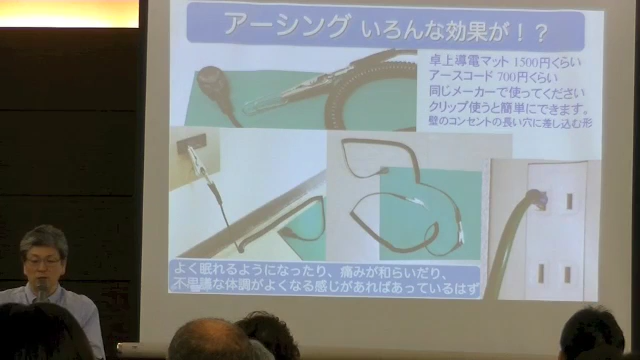 アーシング いろんな効果が！？
卓上導電マット 1500円くらい
アースコード 700円くらい
同じメーカーで使ってください
クリップ使うと簡単にできます。
壁のコンセントの長い穴に差し込む形
よく眠れるようになったり、痛みが和らいだり、
不思議な体調がよくなる感じがあればあっているはず